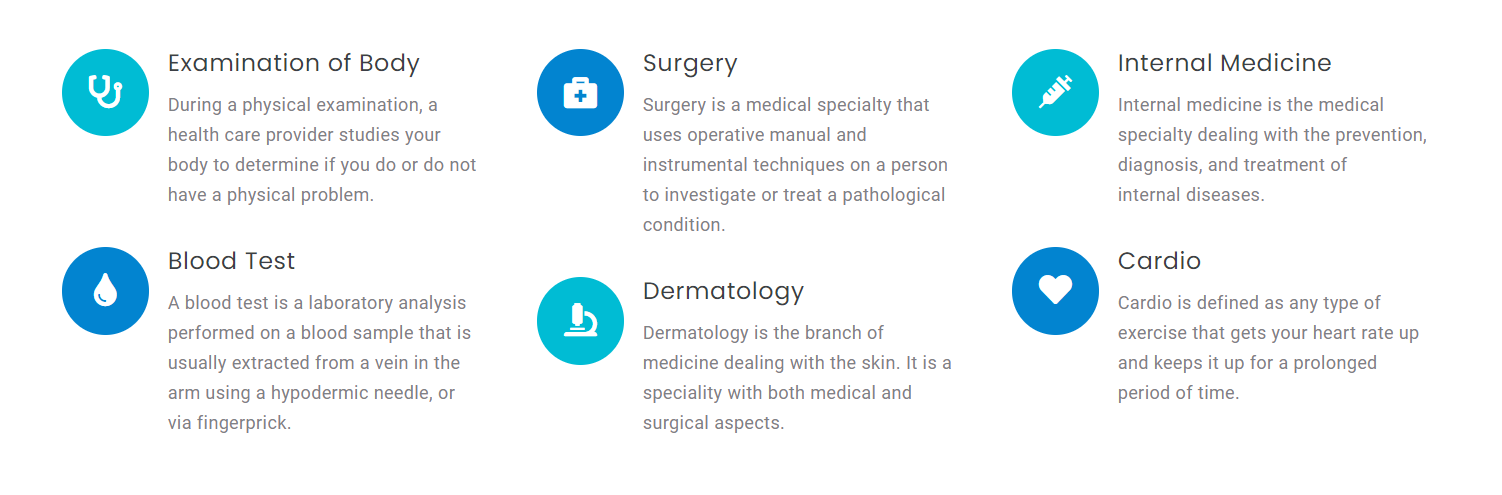 Examination of Body
During a physical examination, a
health care provider studies your
body to determine if you do or do not
have a physical problem.
Surgery
Surgery is a medical specialty that
uses operative manual and
instrumental techniques on a person
to investigate or treat a pathological
condition.
Internal Medicine
Internal medicine is the medical
specialty dealing with the prevention,
diagnosis, and treatment of
internal diseases.
Blood Test
A blood test is a laboratory analysis
performed on a blood sample that is
usually extracted from a vein in the
arm using a hypodermic needle, or
via fingerprick.
Dermatology
Dermatology is the branch of
medicine dealing with the skin. It is a
speciality with both medical and
surgical aspects.
Cardio
Cardio is defined as any type of
exercise that gets your heart rate up
and keeps it up for a prolonged
period of time.